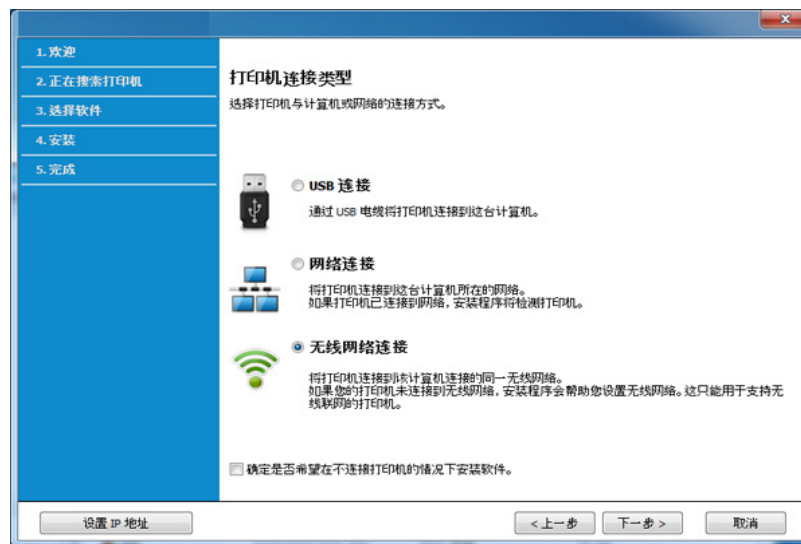 1. 欢迎
2. 正在搜索打印机
3. 选择软件
4. 安装
5. 完成
打印机连接类型
选择打印机与计算机或网络的连接方式。
USB 连接
通过 USB 电缆将打印机连接到这台计算机。
网络连接
将打印机连接到这台计算机所在的网络。
如果打印机已连接到网络，安装程序将检测打印机。
无线网络连接
将打印机连接到该计算机连接的同一无线网络。
如果您的打印机未连接到无线网络，安装程序会帮助您设置无线网络。这只能用于支持无
线联网的打印机。
确定是否希望在不连接打印机的情况下安装软件。
设置 IP 地址
<上一步
下一步>
取消